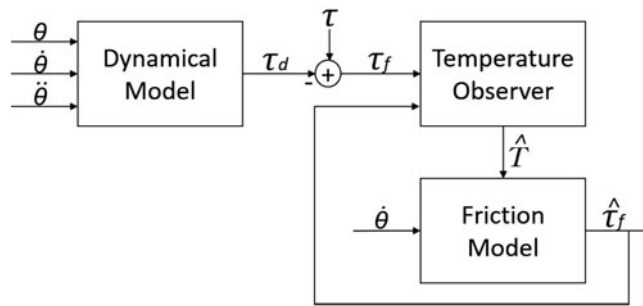 θ
θ̇
θ̈
Dynamical
Model
τd
-
+
τ
τf
Temperature
Observer
T̂
θ̇
Friction
Model
τ̂f